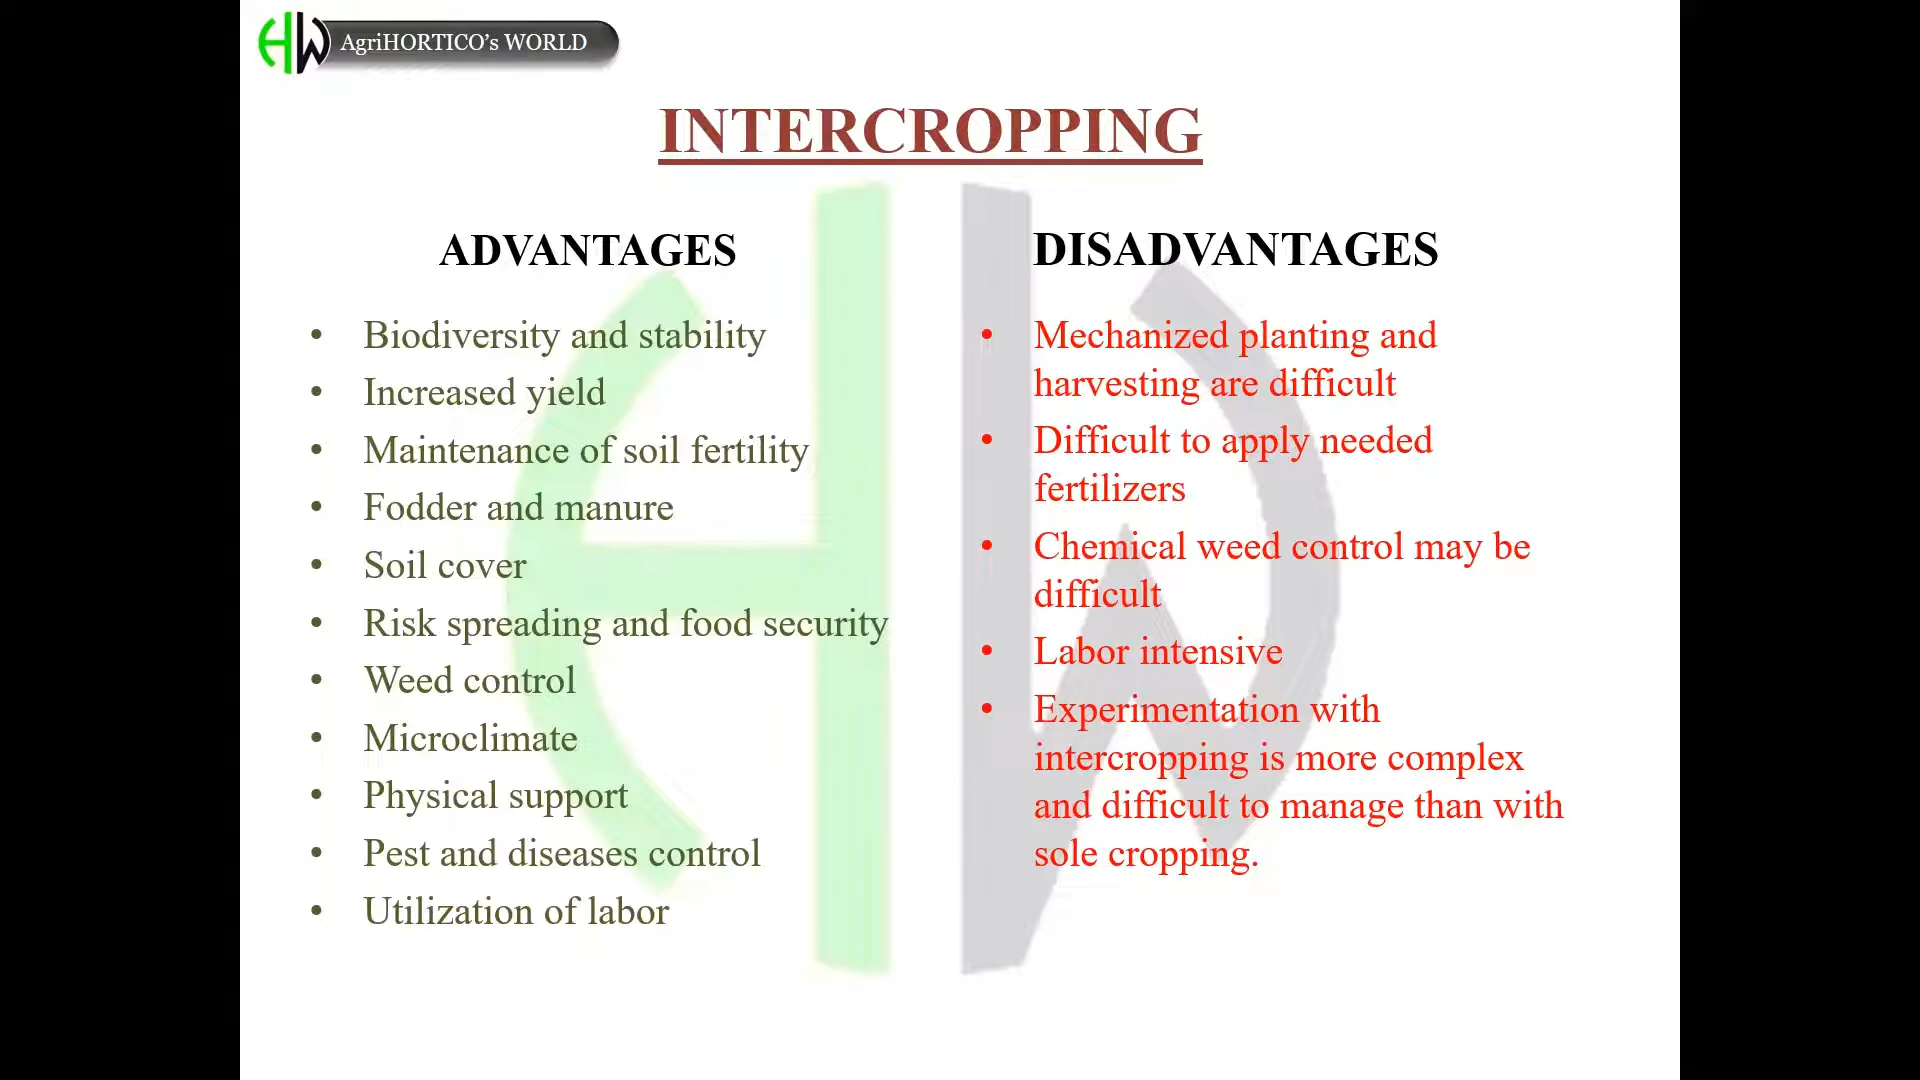 AgriHORTICO’s WORLD
INTERCROPPING
ADVANTAGES
• Biodiversity and stability
• Increased yield
• Maintenance of soil fertility
• Fodder and manure
• Soil cover
• Risk spreading and food security
• Weed control
• Microclimate
• Physical support
• Pest and diseases control
• Utilization of labor
DISADVANTAGES
• Mechanized planting and
harvesting are difficult
• Difficult to apply needed
fertilizers
• Chemical weed control may be
difficult
• Labor intensive
• Experimentation with
intercropping is more complex
and difficult to manage than with
sole cropping.